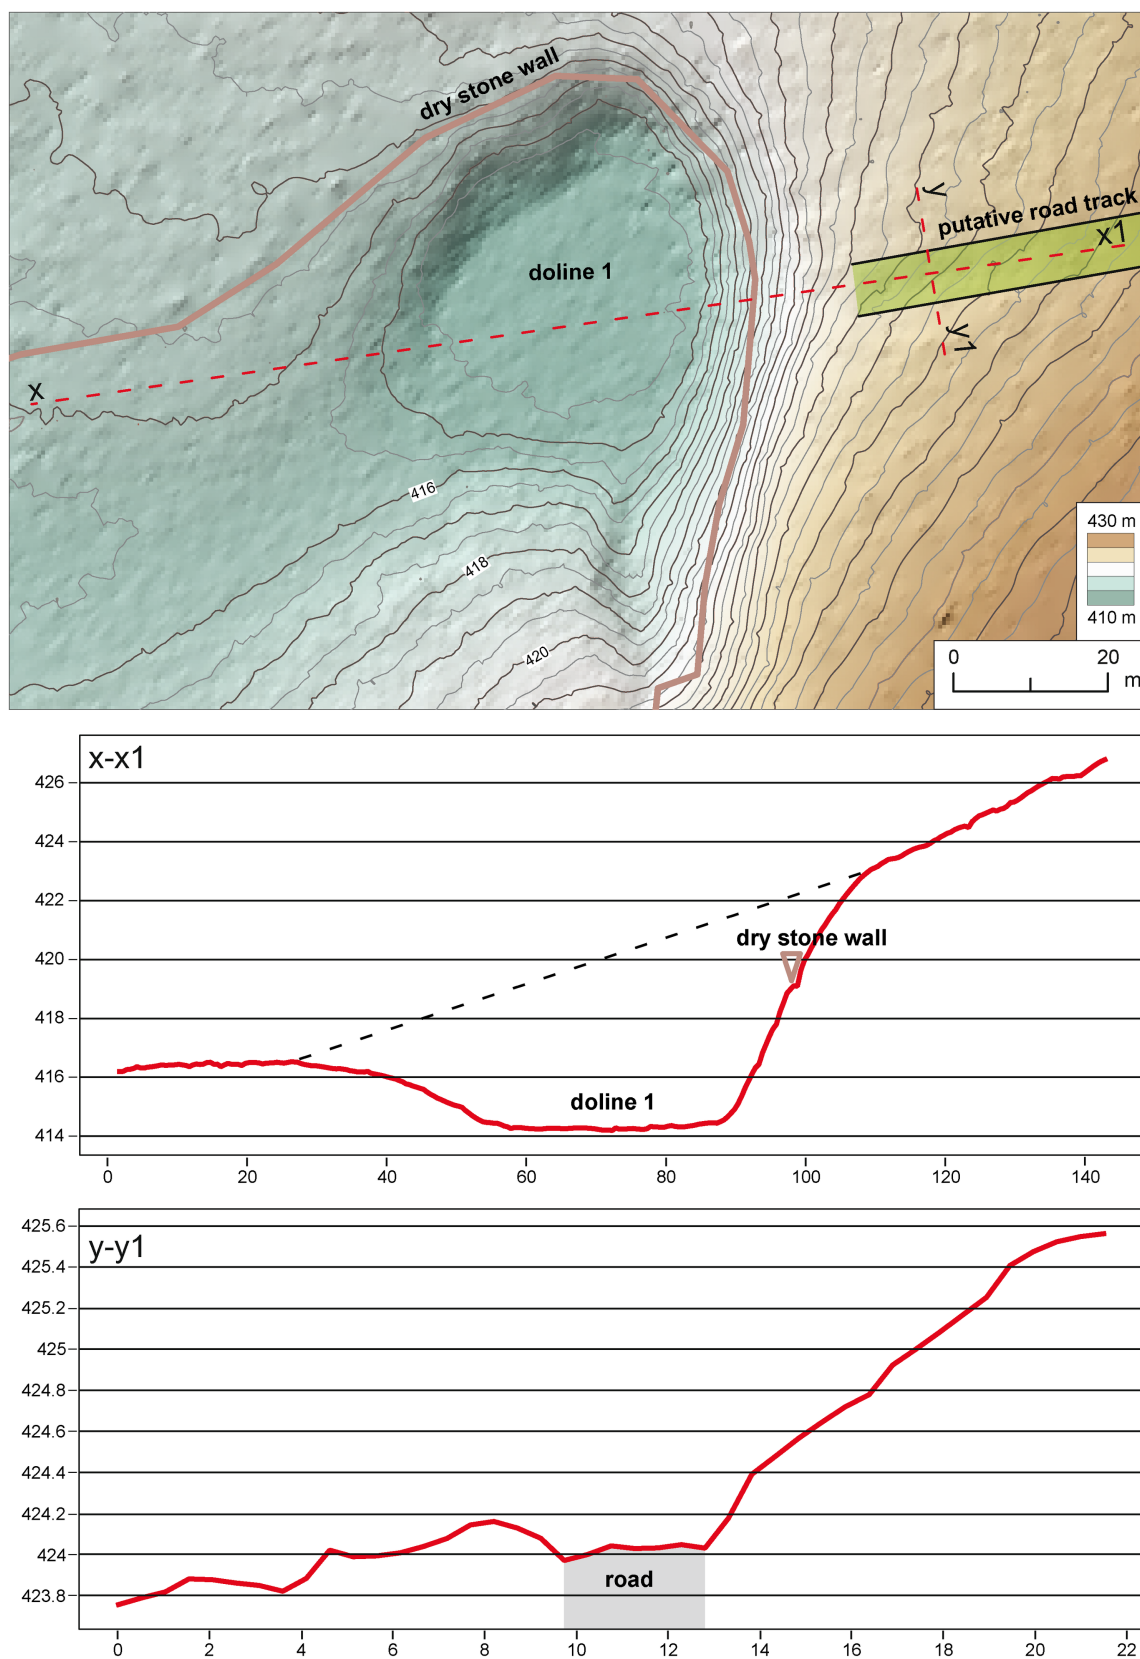 dry stone wall
y
putative road track
x1
doline 1
y1
x
416
418
420
430 m
410 m
0 20
m
x-x1
426
424
422
420
418
416
414
dry stone wall
doline 1
0 20 40 60 80 100 120 140
y-y1
425.6
425.4
425.2
425
424.8
424.6
424.4
424.2
424
423.8
road
0 2 4 6 8 10 12 14 16 18 20 22